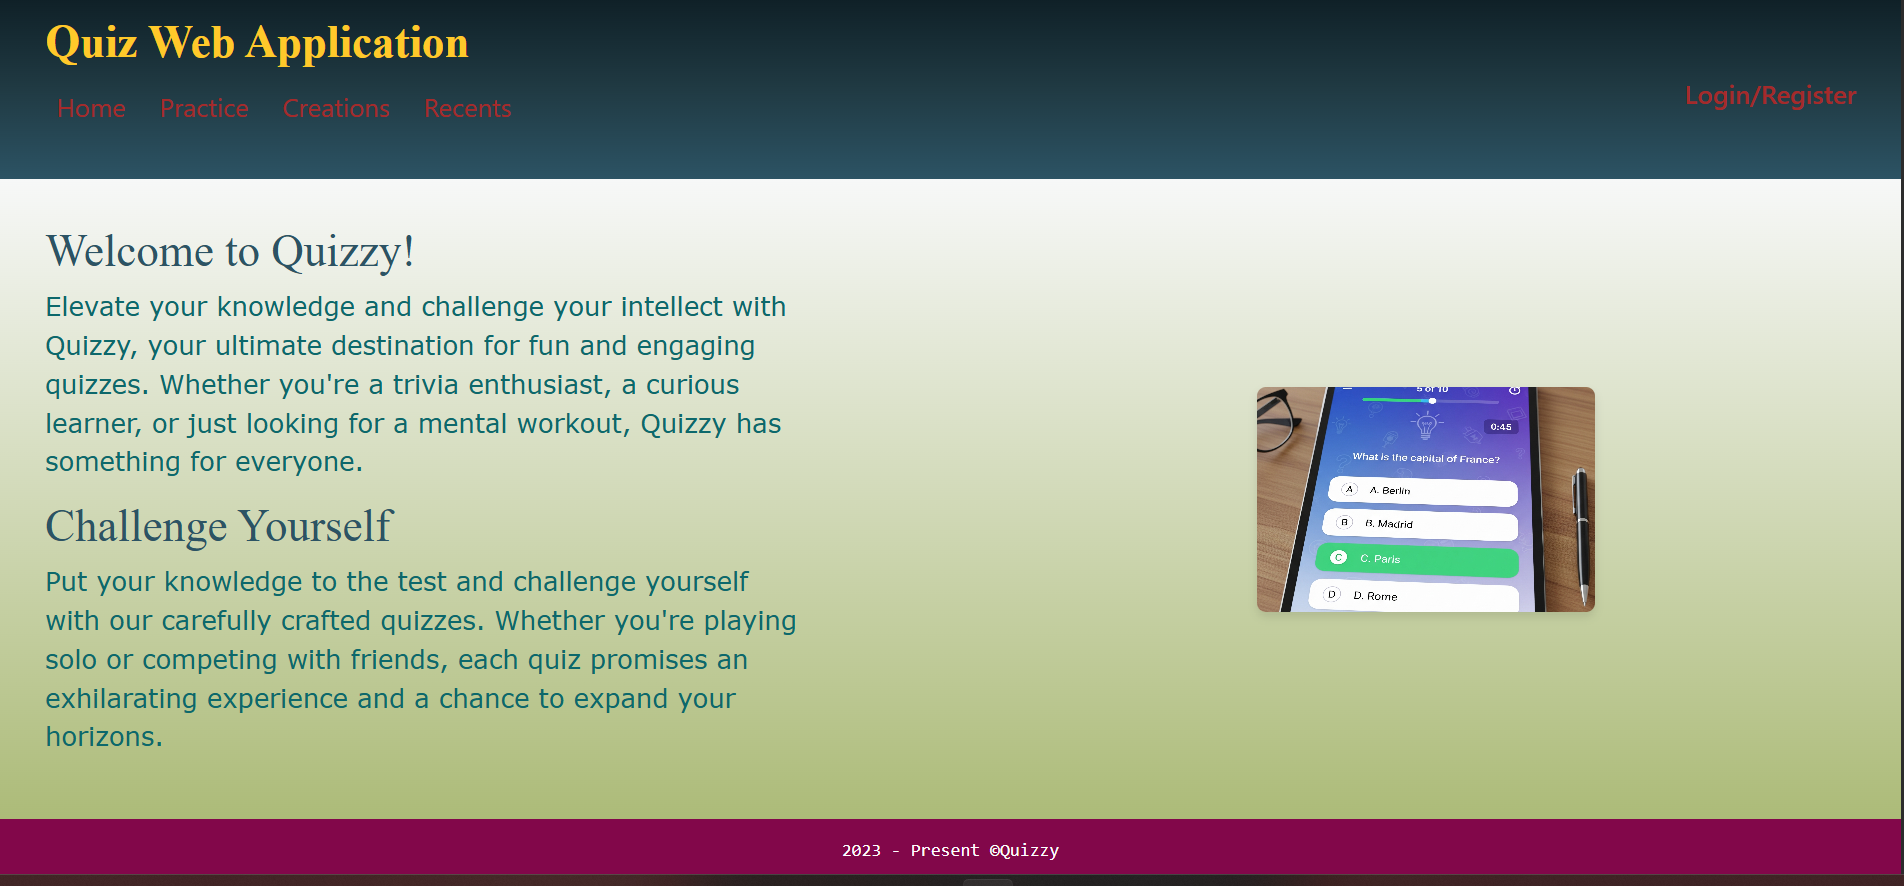 Quiz Web Application
Home Practice Creations Recents
Login/Register
Welcome to Quizzy!
Elevate your knowledge and challenge your intellect with
Quizzy, your ultimate destination for fun and engaging
quizzes. Whether you're a trivia enthusiast, a curious
learner, or just looking for a mental workout, Quizzy has
something for everyone.
Challenge Yourself
Put your knowledge to the test and challenge yourself
with our carefully crafted quizzes. Whether you're playing
solo or competing with friends, each quiz promises an
exhilarating experience and a chance to expand your
horizons.
5 of 10
0:45
What is the capital of France?
A A. Berlin
B B. Madrid
C C. Paris
D D. Rome
2023 - Present ©Quizzy